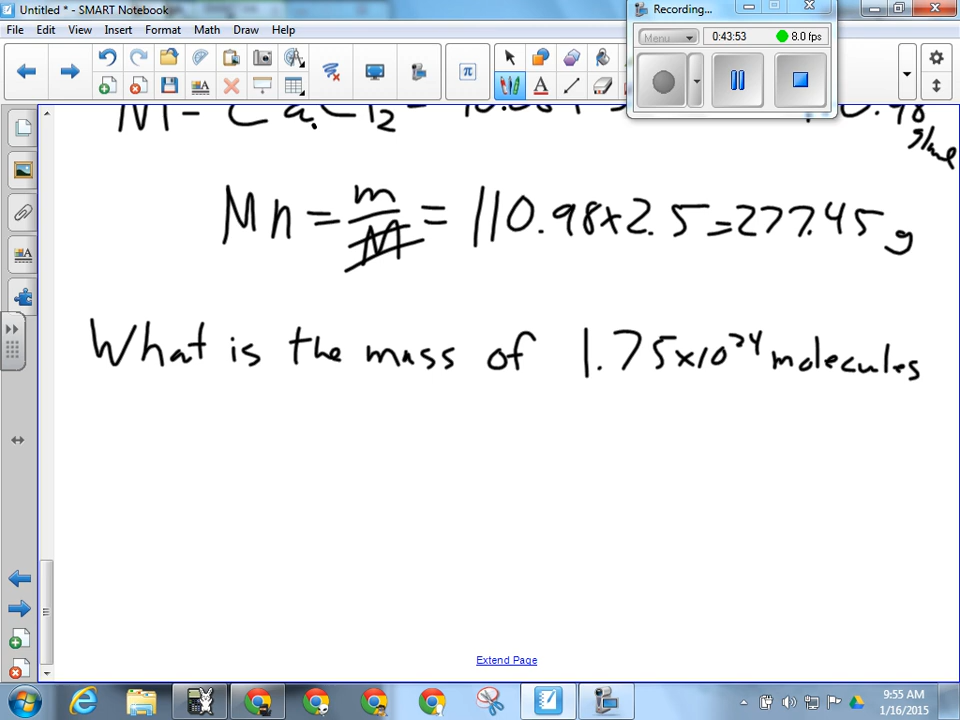 Untitled * - SMART Notebook
Recording...
File Edit View Insert Format Math Draw Help
Menu 0:43:53 8.0 fps
π A
M = CaCl2 =
g/mol
Mn = m/M = 110.98x2.5 = 277.45 g
What is the mass of 1.75x10^24 molecules
Extend Page
9:55 AM
1/16/2015